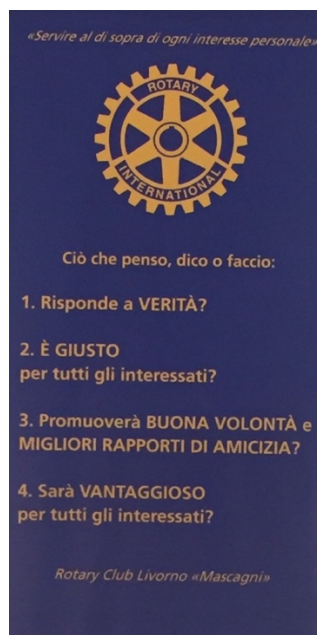 «Servire al di sopra di ogni interesse personale»
ROTARY
INTERNATIONAL
Ciò che penso, dico o faccio:
1. Risponde a VERITÀ?
2. È GIUSTO
per tutti gli interessati?
3. Promuoverà BUONA VOLONTÀ e
MIGLIORI RAPPORTI DI AMICIZIA?
4. Sarà VANTAGGIOSO
per tutti gli interessati?
Rotary Club Livorno «Mascagni»